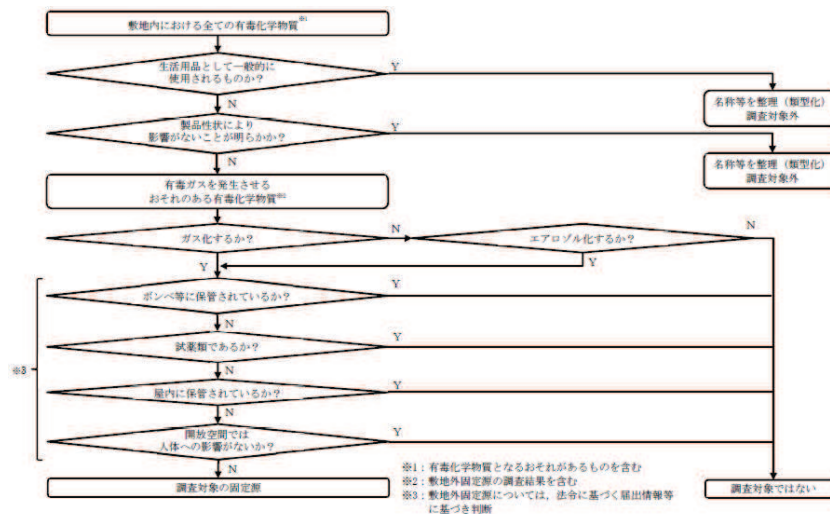 敷地内における全ての有毒化学物質※1
生活用品として一般的に
使用されるものか？
Y
N
名称等を整理（類型化）
調査対象外
製品性状により
影響がないことが明らかか？
Y
N
名称等を整理（類型化）
調査対象外
有毒ガスを発生させる
おそれのある有毒化学物質※2
ガス化するか？
N
エアロゾル化するか？
N
Y
Y
ボンベ等に保管されているか？
Y
N
試薬類であるか？
Y
※3
N
屋内に保管されているか？
Y
N
開放空間では
人体への影響がないか？
Y
N
調査対象の固定源
※1：有毒化学物質となるおそれがあるものを含む
※2：敷地外固定源の調査結果を含む
※3：敷地外固定源については，法令に基づく届出情報等
に基づき判断
調査対象ではない